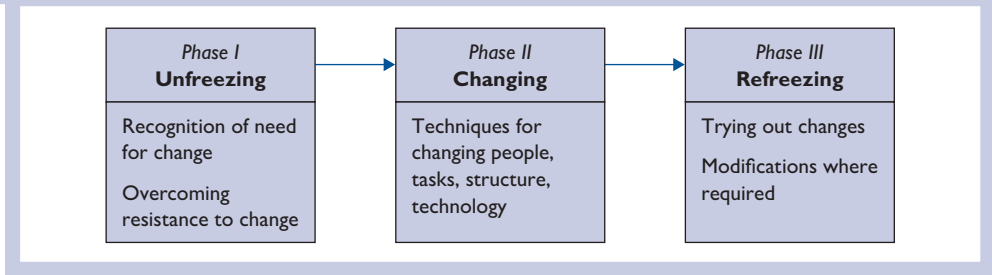 Phase I
Unfreezing
Recognition of need
for change
Overcoming
resistance to change
Phase II
Changing
Techniques for
changing people,
tasks, structure,
technology
Phase III
Refreezing
Trying out changes
Modifications where
required